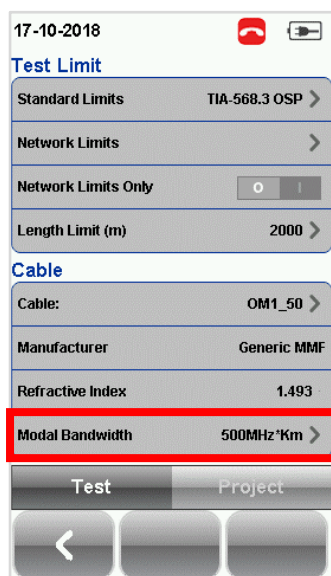 17-10-2018
Test Limit
Standard Limits TIA-568.3 OSP
Network Limits
Network Limits Only O I
Length Limit (m) 2000
Cable
Cable: OM1_50
Manufacturer Generic MMF
Refractive Index 1.493
Modal Bandwidth 500MHz*Km
Test Project